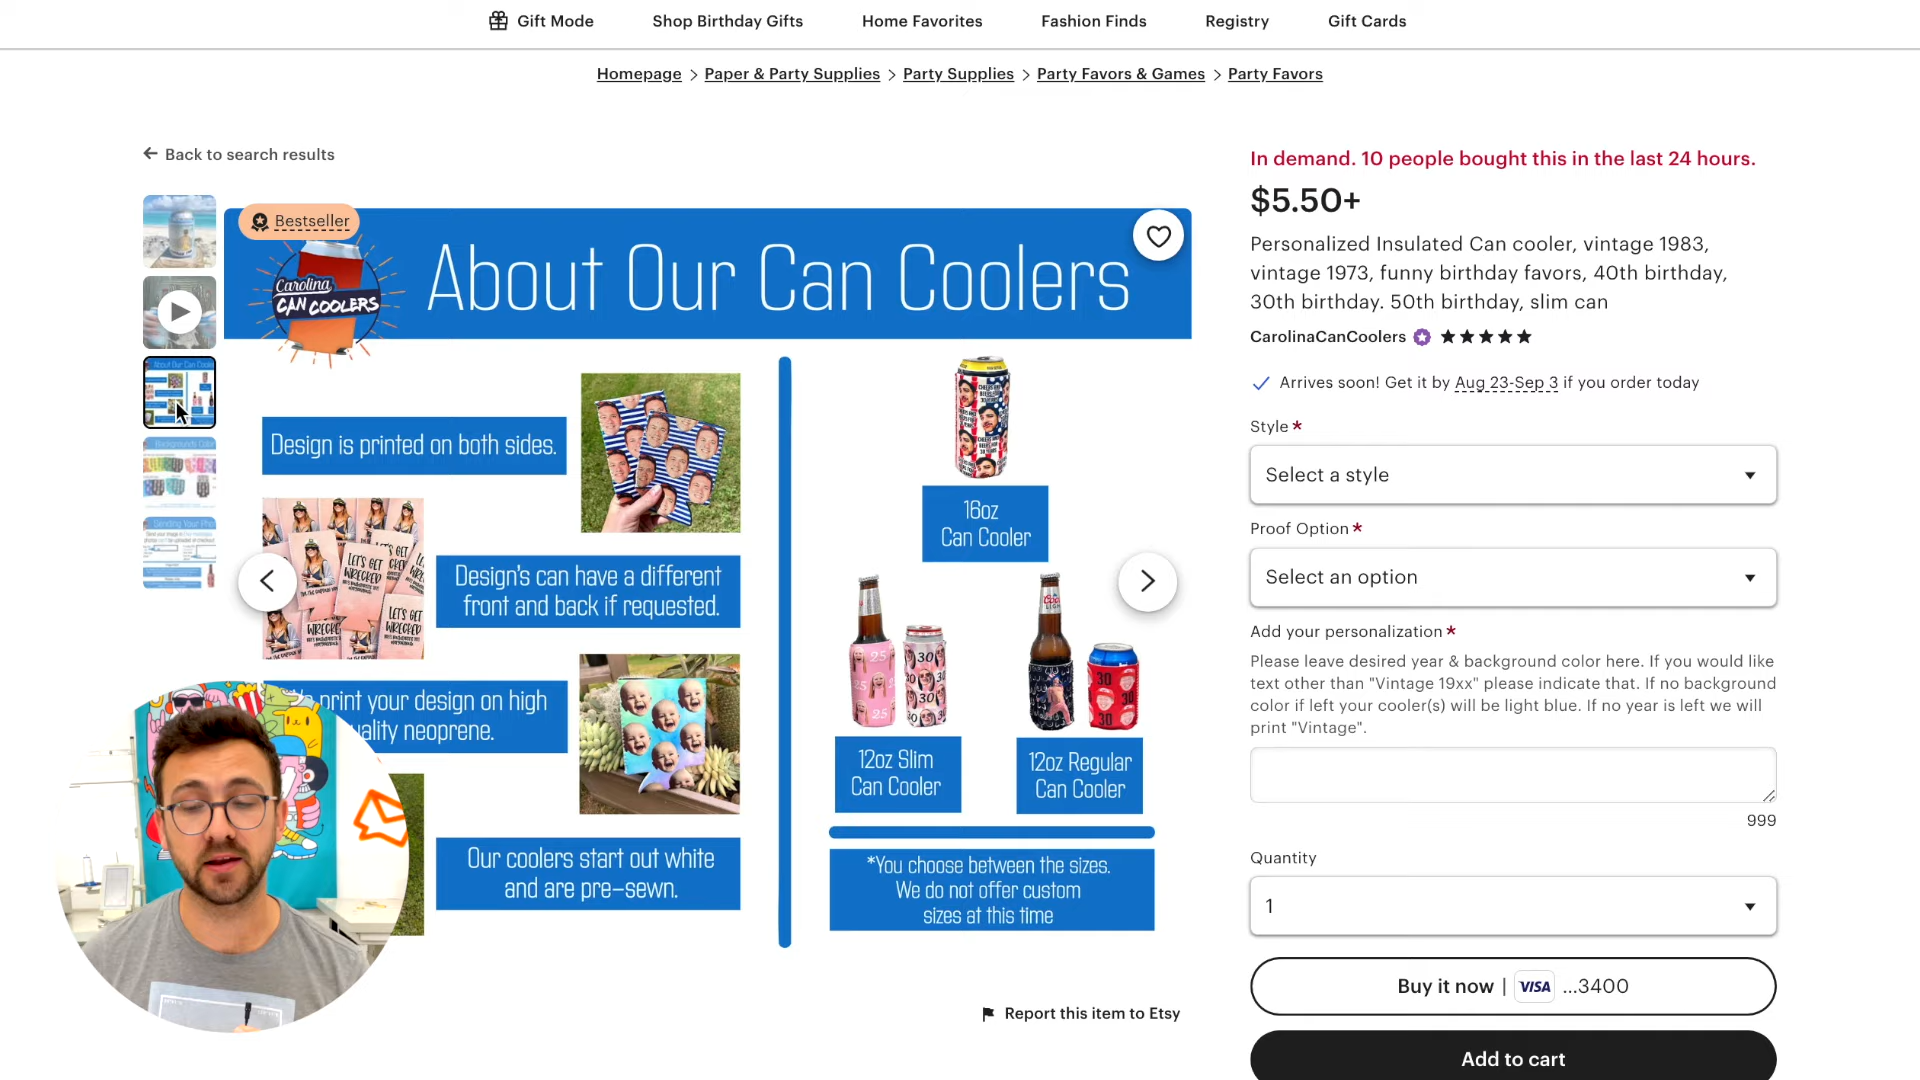 Gift Mode
Shop Birthday Gifts
Home Favorites
Fashion Finds
Registry
Gift Cards
Homepage > Paper & Party Supplies > Party Supplies > Party Favors & Games > Party Favors
Back to search results
Bestseller
Carolina
CAN COOLERS
About Our Can Coolers
Design is printed on both sides.
LET'S GET
WRECKED
Design's can have a different
front and back if requested.
print your design on high
ality neoprene.
Our coolers start out white
and are pre-sewn.
16oz
Can Cooler
25
30
12oz Slim
Can Cooler
30
30
12oz Regular
Can Cooler
*You choose between the sizes.
We do not offer custom
sizes at this time
Report this item to Etsy
In demand. 10 people bought this in the last 24 hours.
$5.50+
Personalized Insulated Can cooler, vintage 1983,
vintage 1973, funny birthday favors, 40th birthday,
30th birthday. 50th birthday, slim can
CarolinaCanCoolers
Arrives soon! Get it by Aug 23-Sep 3 if you order today
Style *
Select a style
Proof Option *
Select an option
Add your personalization *
Please leave desired year & background color here. If you would like
text other than "Vintage 19xx" please indicate that. If no background
color if left your cooler(s) will be light blue. If no year is left we will
print "Vintage".
999
Quantity
1
Buy it now | VISA ...3400
Add to cart